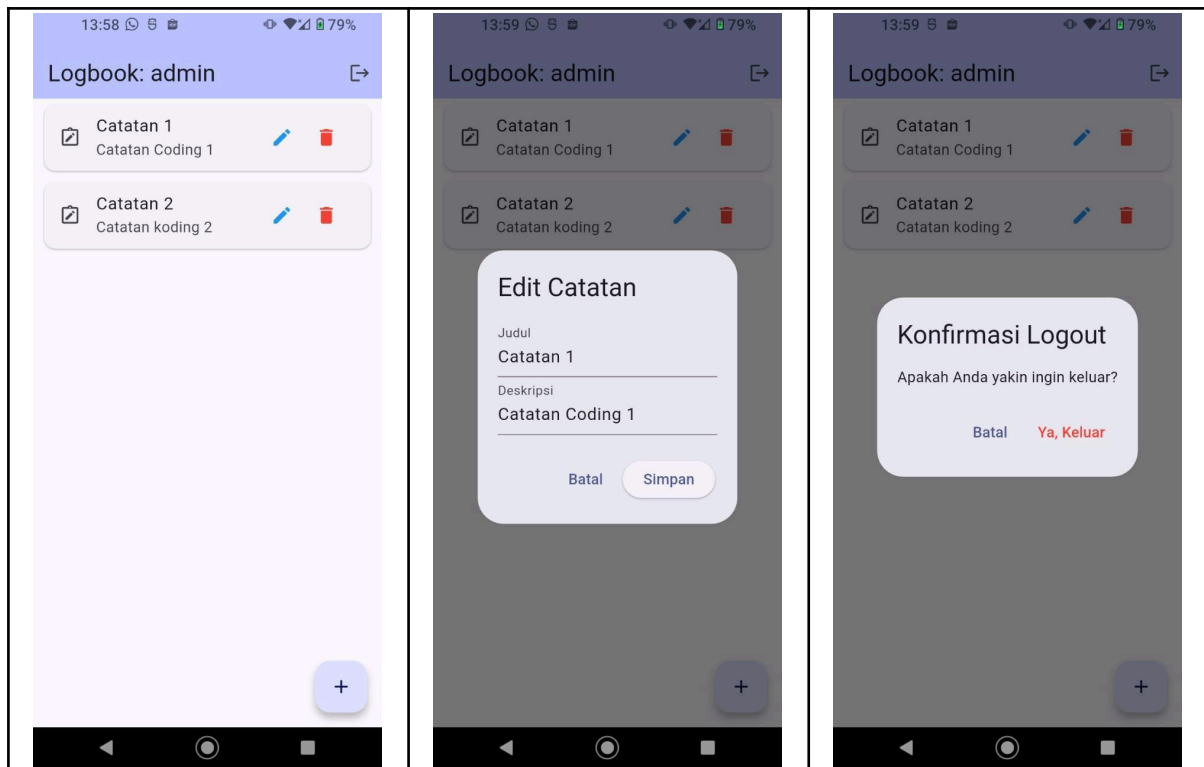 13:58 79%
Logbook: admin
Catatan 1
Catatan Coding 1
Catatan 2
Catatan koding 2
+
13:59 79%
Logbook: admin
Catatan 1
Catatan Coding 1
Catatan 2
Catatan koding 2
Edit Catatan
Judul
Catatan 1
Deskripsi
Catatan Coding 1
Batal Simpan
+
13:59 79%
Logbook: admin
Catatan 1
Catatan Coding 1
Catatan 2
Catatan koding 2
Konfirmasi Logout
Apakah Anda yakin ingin keluar?
Batal Ya, Keluar
+